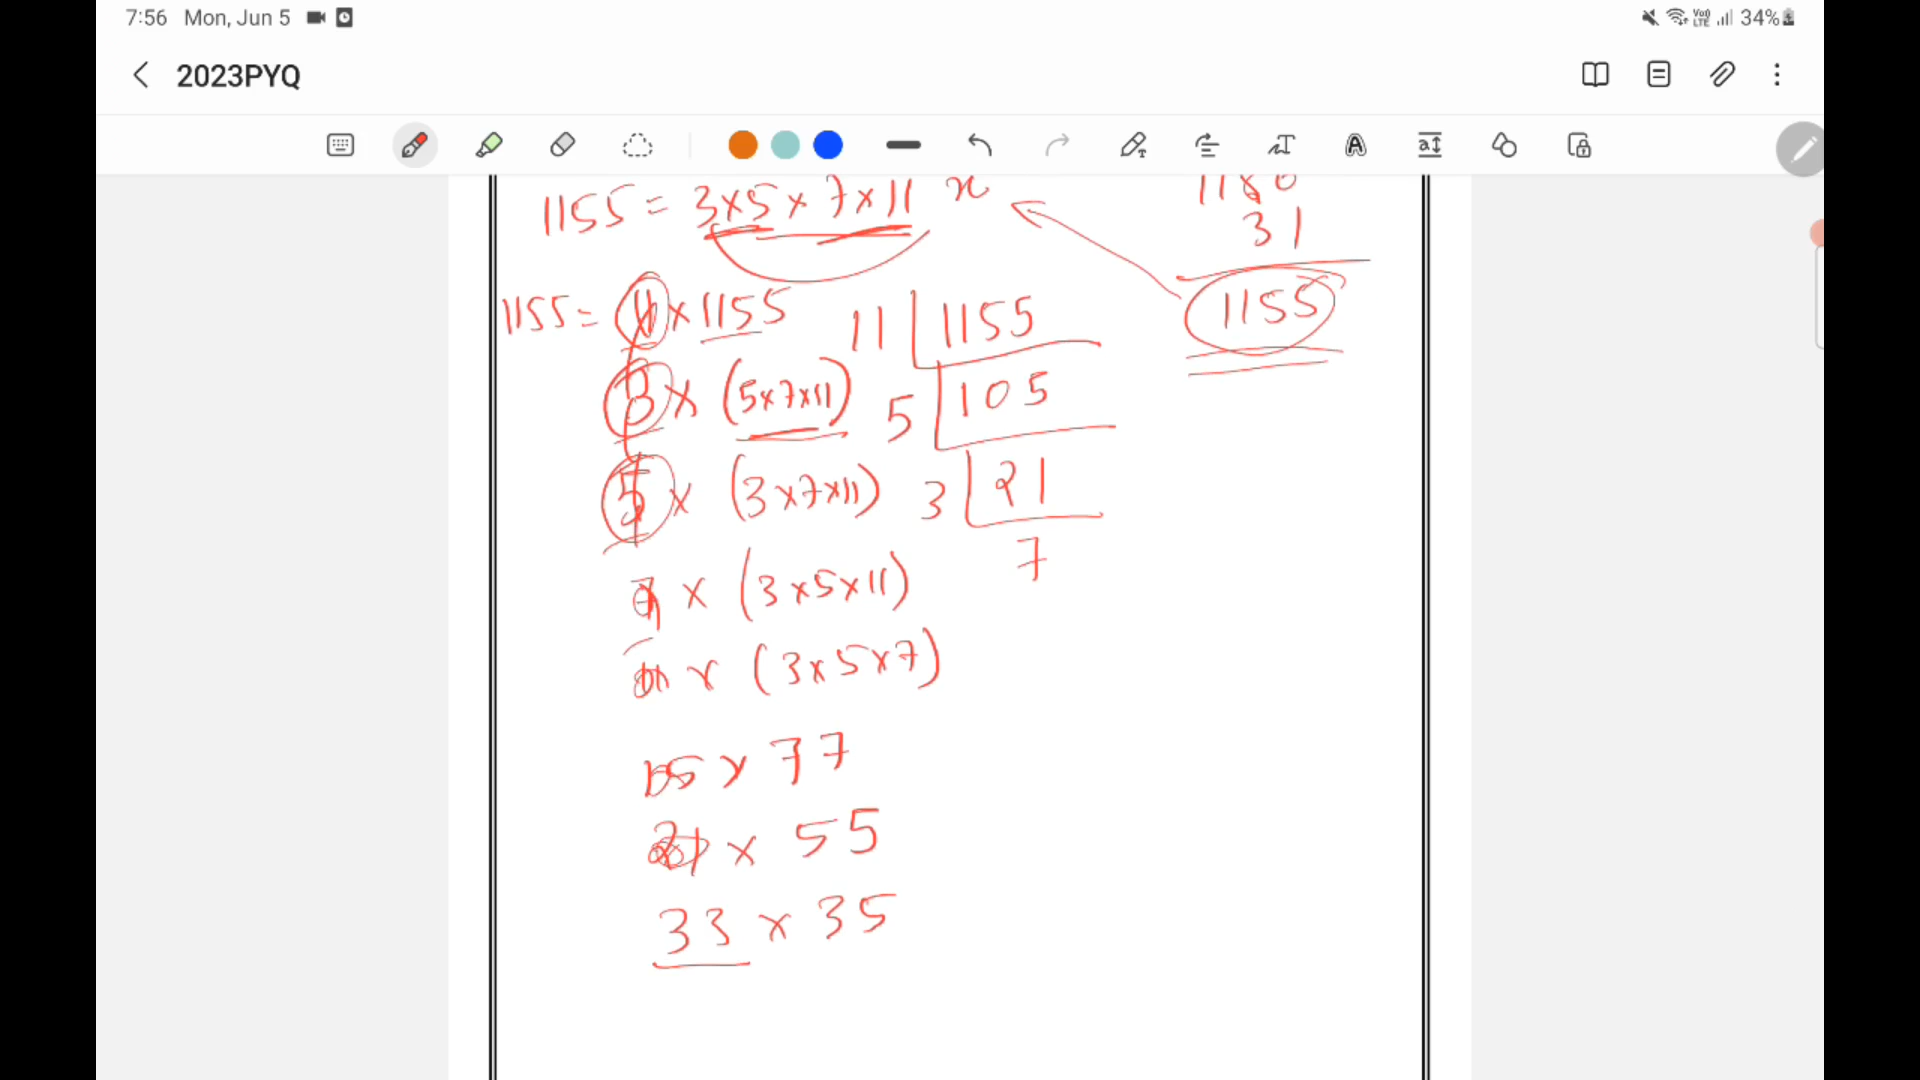 7:56 Mon, Jun 5
34%
2023PYQ
1155 = 3×5×7×11 x
31
1155
1155 = 1 × 1155
3 × (5×7×11)
5 × (3×7×11)
7 × (3×5×11)
11 × (3×5×7)
15 × 77
21 × 55
33 × 35
11 1155
5 105
3 21
7